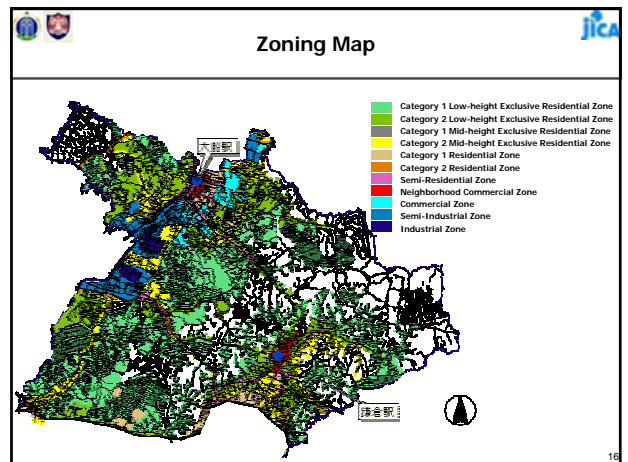 jICA
Zoning Map
Category 1 Low-height Exclusive Residential Zone
Category 2 Low-height Exclusive Residential Zone
Category 1 Mid-height Exclusive Residential Zone
Category 2 Mid-height Exclusive Residential Zone
Category 1 Residential Zone
Category 2 Residential Zone
Semi-Residential Zone
Neighborhood Commercial Zone
Commercial Zone
Semi-Industrial Zone
Industrial Zone
大船駅
鎌倉駅
16